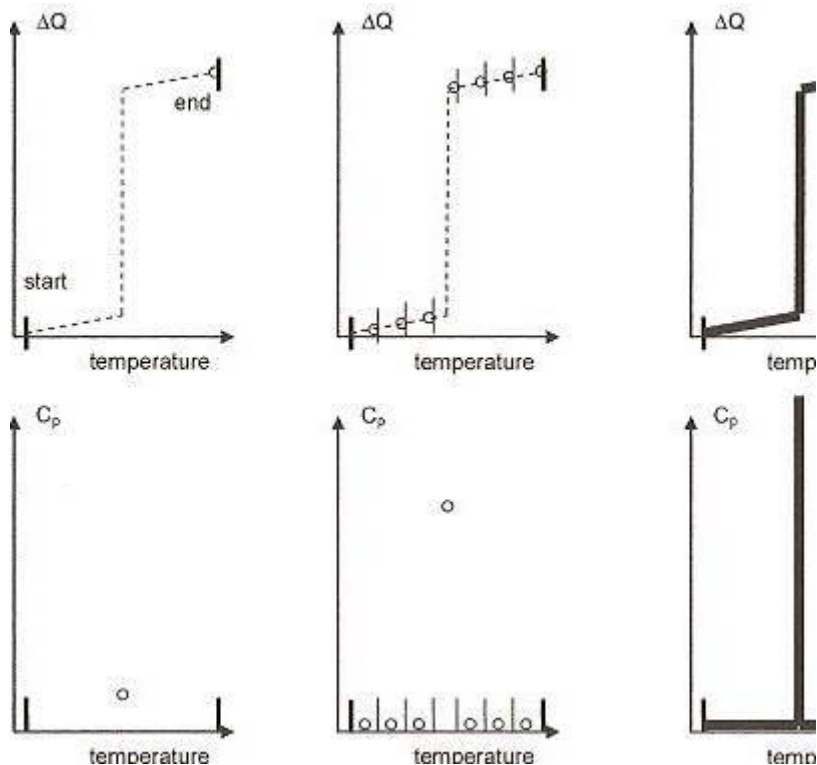 ΔQ
ΔQ
ΔQ
end
start
temperature
temperature
temp
Cp
Cp
Cp
temperature
temperature
temp